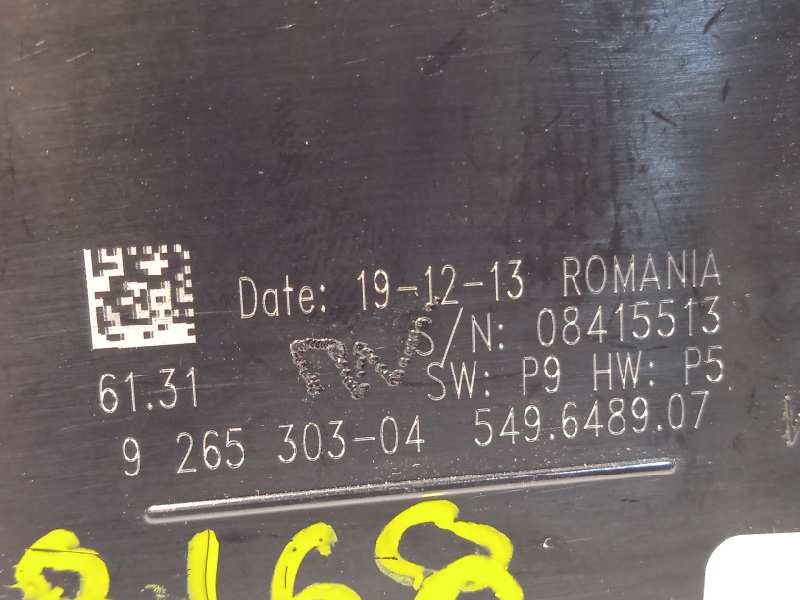 Date: 19-12-13 ROMANIA
S/N: 08415513
61.31 SW: P9 HW: P5
9 265 303-04 549.6489.07
8168